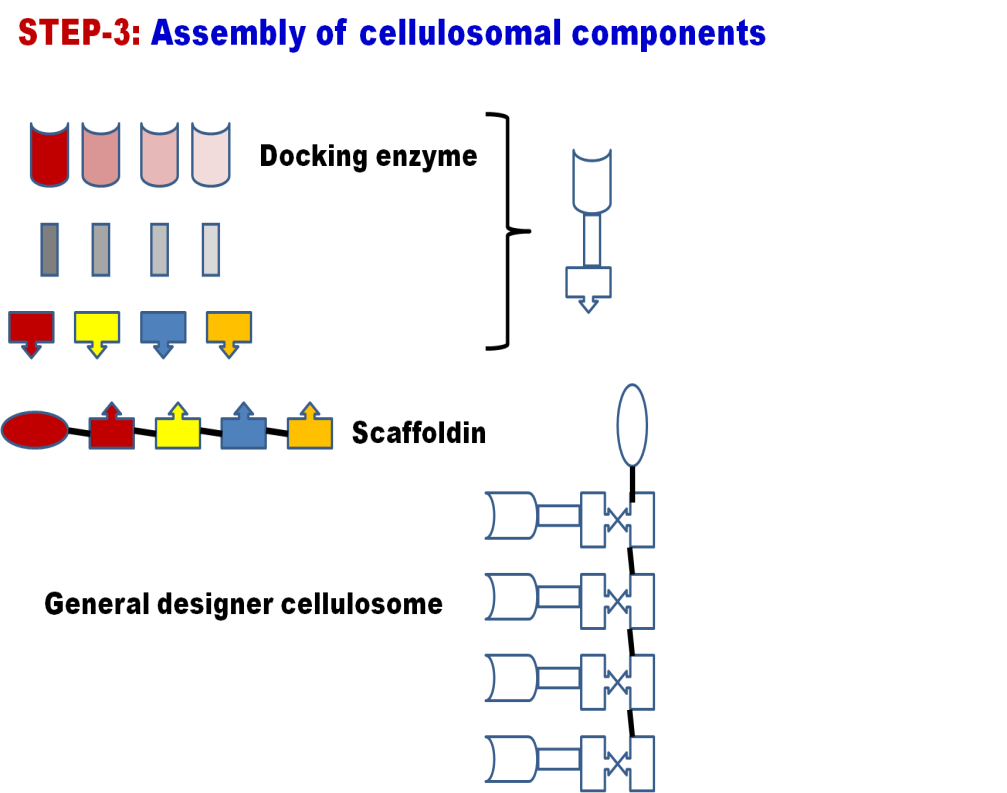 STEP-3: Assembly of cellulosomal components
Docking enzyme
Scaffoldin
General designer cellulosome